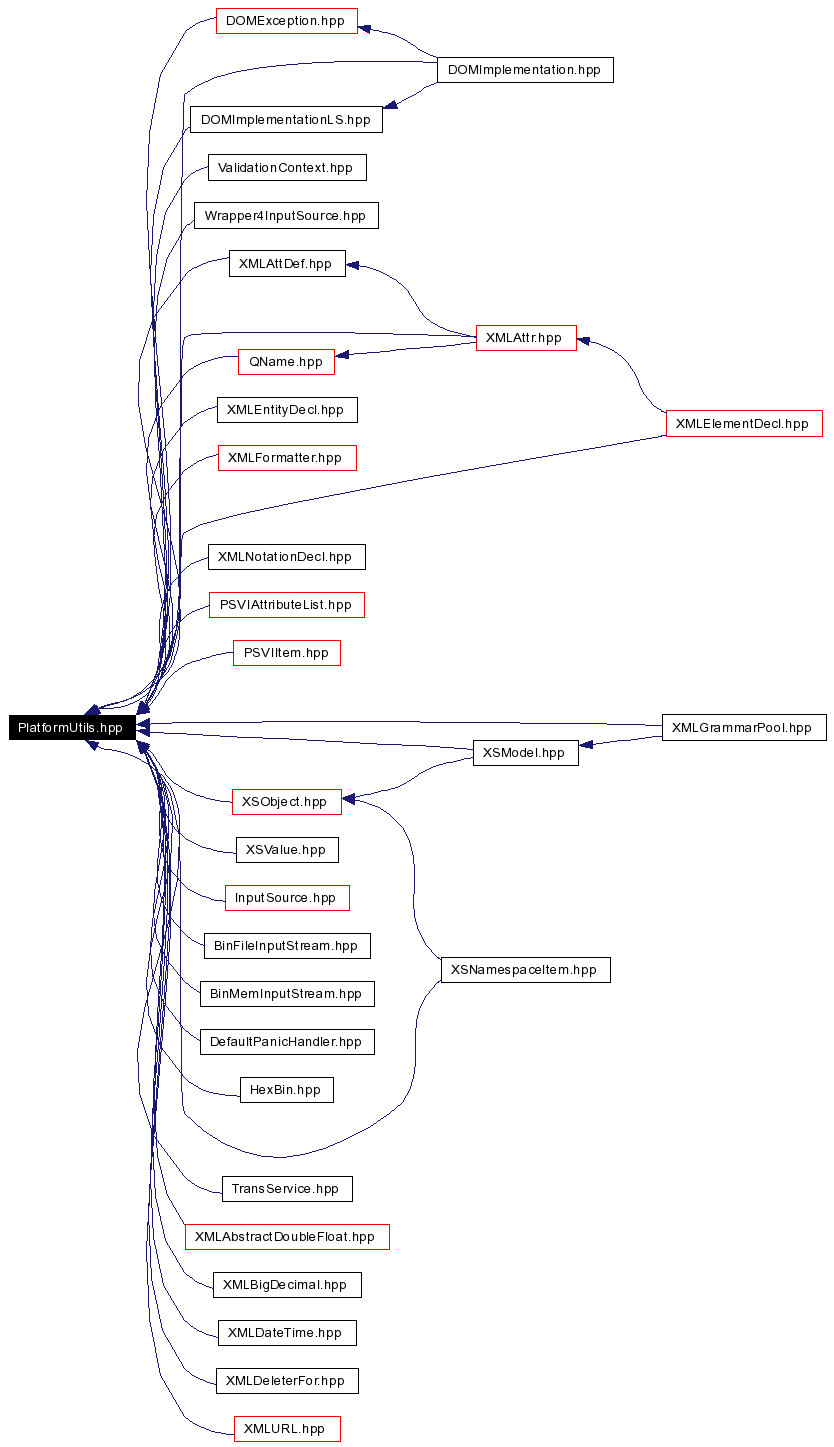 DOMException.hpp
DOMImplementation.hpp
DOMImplementationLS.hpp
ValidationContext.hpp
Wrapper4InputSource.hpp
XMLAttDef.hpp
XMLAttr.hpp
QName.hpp
XMLEntityDecl.hpp
XMLElementDecl.hpp
XMLFormatter.hpp
XMLNotationDecl.hpp
PSVIAttributeList.hpp
PSVIItem.hpp
PlatformUtils.hpp
XMLGrammarPool.hpp
XSModel.hpp
XSObject.hpp
XSValue.hpp
InputSource.hpp
BinFileInputStream.hpp
XSNamespaceItem.hpp
BinMemInputStream.hpp
DefaultPanicHandler.hpp
HexBin.hpp
TransService.hpp
XMLAbstractDoubleFloat.hpp
XMLBigDecimal.hpp
XMLDateTime.hpp
XMLDeleterFor.hpp
XMLURL.hpp